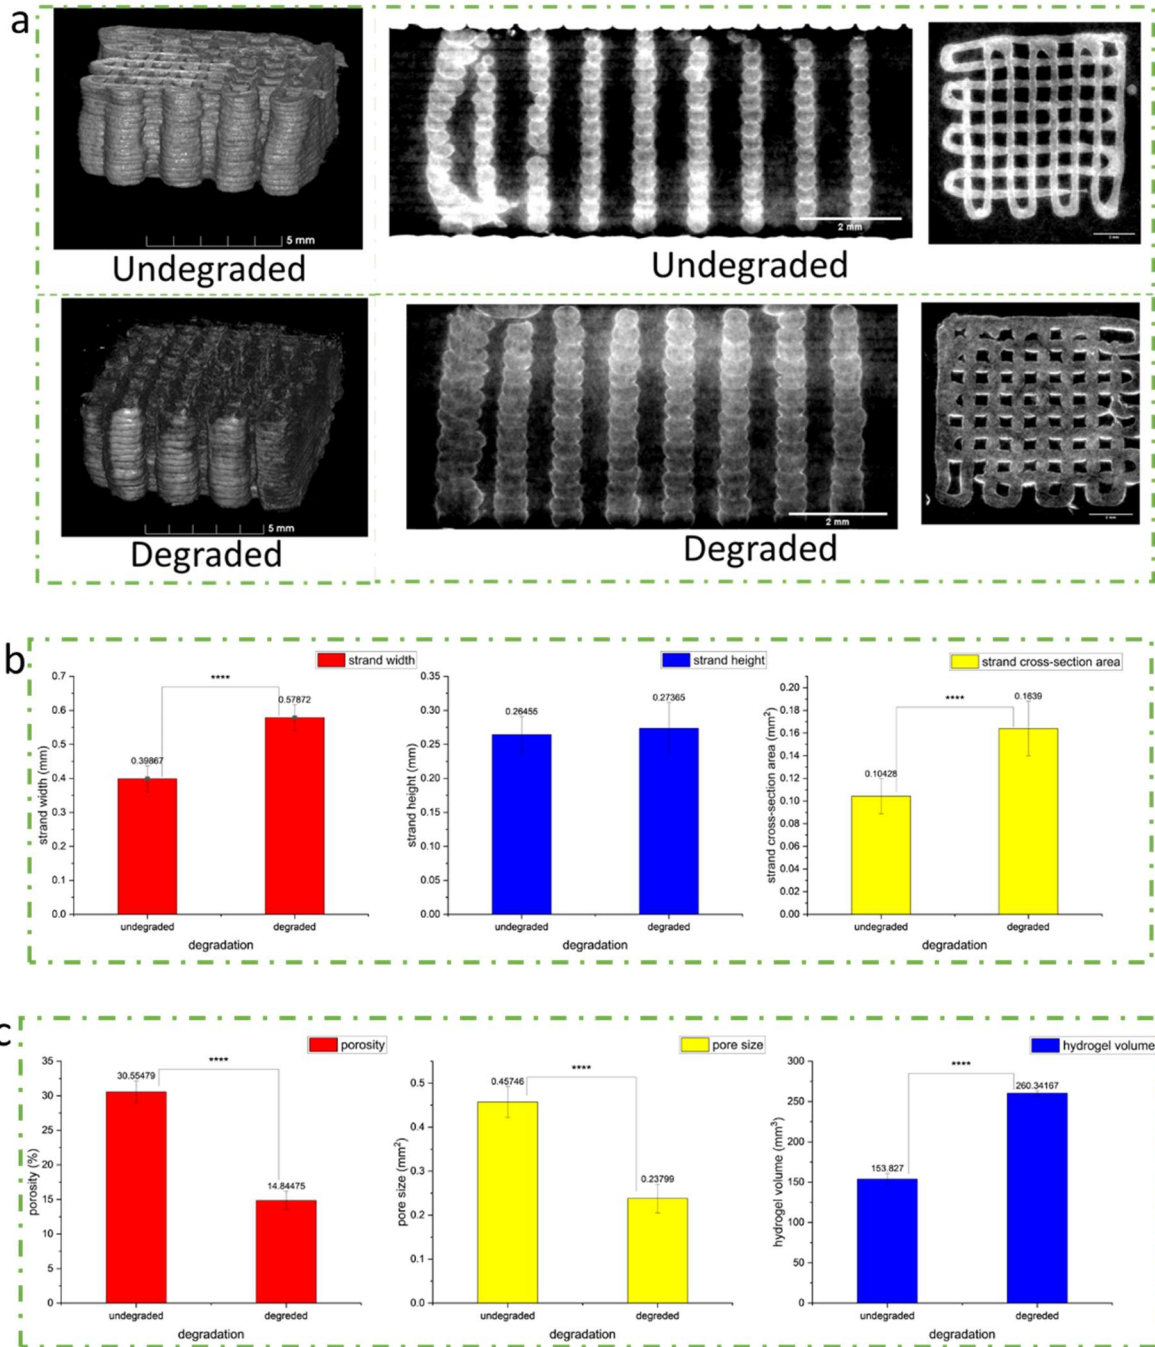 a
5 mm
2 mm
Undegraded
Undegraded
5 mm
2 mm
2 mm
Degraded
Degraded
b
strand width
strand height
strand cross-section area
strand width (mm)
0.7
0.6
0.5
0.4
0.3
0.2
0.1
0.0
****
0.39867
0.57872
undegraded
degraded
degradation
strand height (mm)
0.35
0.30
0.25
0.20
0.15
0.10
0.05
0.00
0.26455
0.27365
undegraded
degraded
degradation
strand cross-section area (mm²)
0.20
0.18
0.16
0.14
0.12
0.10
0.08
0.06
0.04
0.02
0.00
****
0.10428
0.1639
undegraded
degreded
degradation
c
porosity
pore size
hydrogel volume
porosity (%)
35
30
25
20
15
10
5
0
****
30.55479
14.84475
undegraded
degreded
degradation
pore size (mm²)
0.5
0.4
0.3
0.2
0.1
0.0
****
0.45746
0.23799
undegraded
degreded
degradation
hydrogel volume (mm³)
300
250
200
150
100
50
0
****
153.827
260.34167
undegraded
degreded
degradation